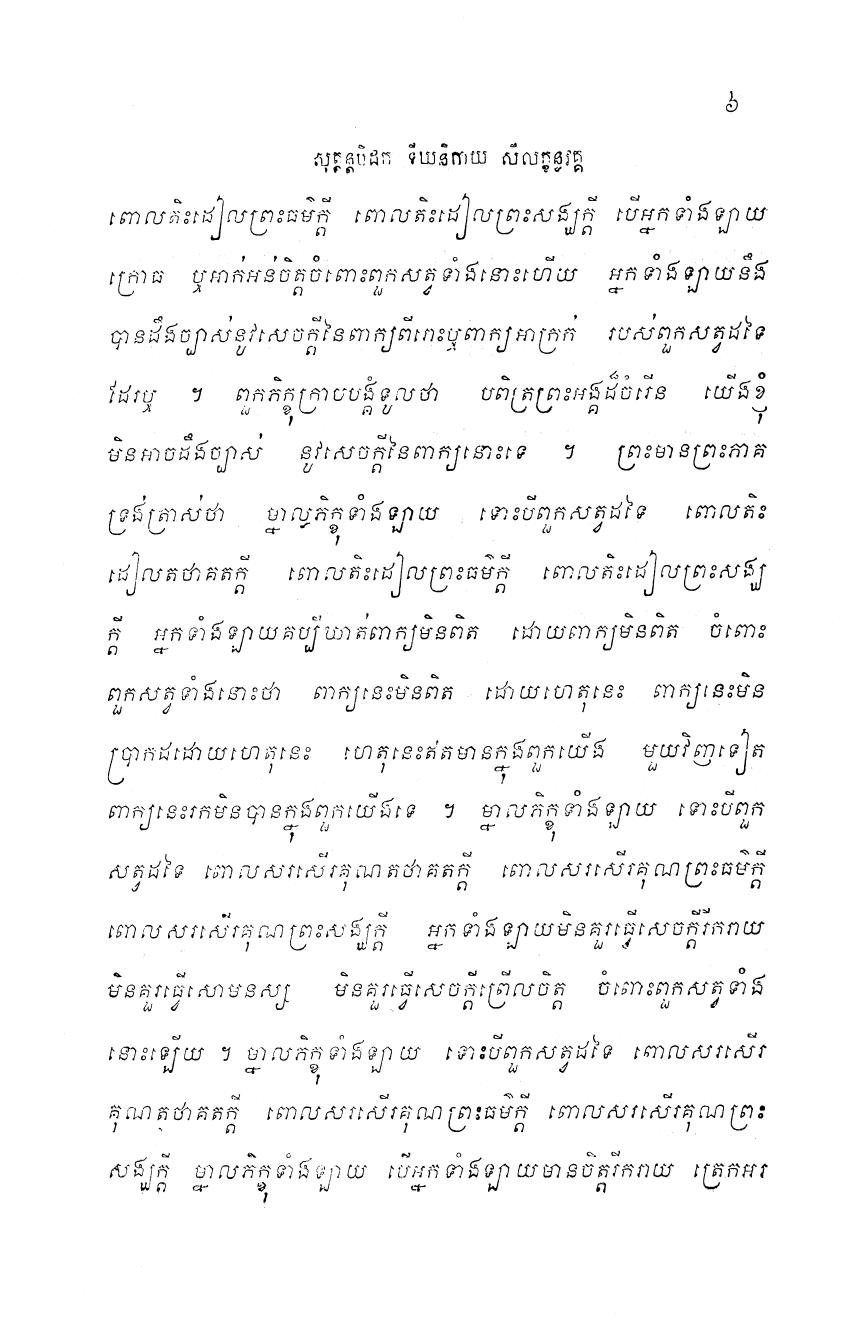 ៦
សុត្តន្តបិដក ទីឃនិកាយ សីលក្ខន្ធវគ្គ
ពោលតិះដៀលព្រះធម៌ក្តី ពោលតិះដៀលព្រះសង្ឃក្តី បើអ្នកទាំងឡាយ
ក្រោធ ឬអាក់អន់ចិត្តចំពោះពួកសត្វទាំងនោះហើយ អ្នកទាំងឡាយនឹង
បានដឹងច្បាស់នូវសេចក្តីនៃពាក្យពីរោះឬពាក្យអាក្រក់ របស់ពួកសត្វដទៃ
ដែរឬ ។ ពួកភិក្ខុក្រាបបង្គំទូលថា បពិត្រព្រះអង្គដ៏ចំរើន យើងខ្ញុំ
មិនអាចដឹងច្បាស់ នូវសេចក្តីនៃពាក្យនោះទេ ។ ព្រះមានព្រះភាគ
ទ្រង់ត្រាស់ថា ម្នាលភិក្ខុទាំងឡាយ ទោះបីពួកសត្វដទៃ ពោលតិះ
ដៀលតថាគតក្តី ពោលតិះដៀលព្រះធម៌ក្តី ពោលតិះដៀលព្រះសង្ឃ
ក្តី អ្នកទាំងឡាយគប្បីឃាត់ពាក្យមិនពិត ដោយពាក្យមិនពិត ចំពោះ
ពួកសត្វទាំងនោះថា ពាក្យនេះមិនពិត ដោយហេតុនេះ ពាក្យនេះមិន
ប្រាកដដោយហេតុនេះ ហេតុនេះឥតមានក្នុងពួកយើង មួយវិញទៀត
ពាក្យនេះរកមិនបានក្នុងពួកយើងទេ ។ ម្នាលភិក្ខុទាំងឡាយ ទោះបីពួក
សត្វដទៃ ពោលសរសើរគុណតថាគតក្តី ពោលសរសើរគុណព្រះធម៌ក្តី
ពោលសរសើរគុណព្រះសង្ឃក្តី អ្នកទាំងឡាយមិនគួរធ្វើសេចក្តីរីករាយ
មិនគួរធ្វើសោមនស្ស មិនគួរធ្វើសេចក្តីព្រើលចិត្ត ចំពោះពួកសត្វទាំង
នោះឡើយ ។ ម្នាលភិក្ខុទាំងឡាយ ទោះបីពួកសត្វដទៃ ពោលសរសើរ
គុណតថាគតក្តី ពោលសរសើរគុណព្រះធម៌ក្តី ពោលសរសើរគុណព្រះ
សង្ឃក្តី ម្នាលភិក្ខុទាំងឡាយ បើអ្នកទាំងឡាយមានចិត្តរីករាយ ត្រេកអរ